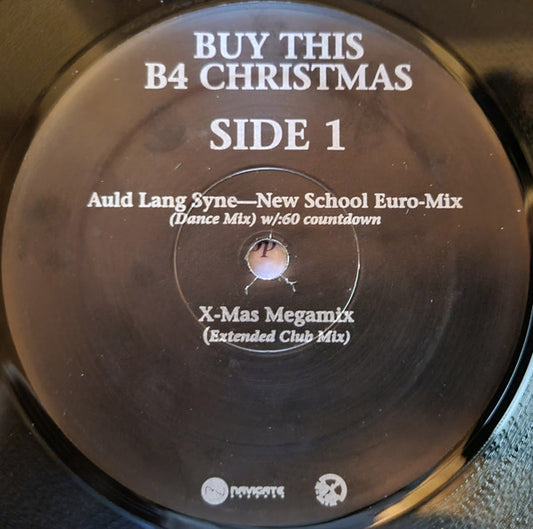 BUY THIS
B4 CHRISTMAS
SIDE 1
Auld Lang Syne—New School Euro-Mix
(Dance Mix) w/:60 countdown
X-Mas Megamix
(Extended Club Mix)
NAVIGATE